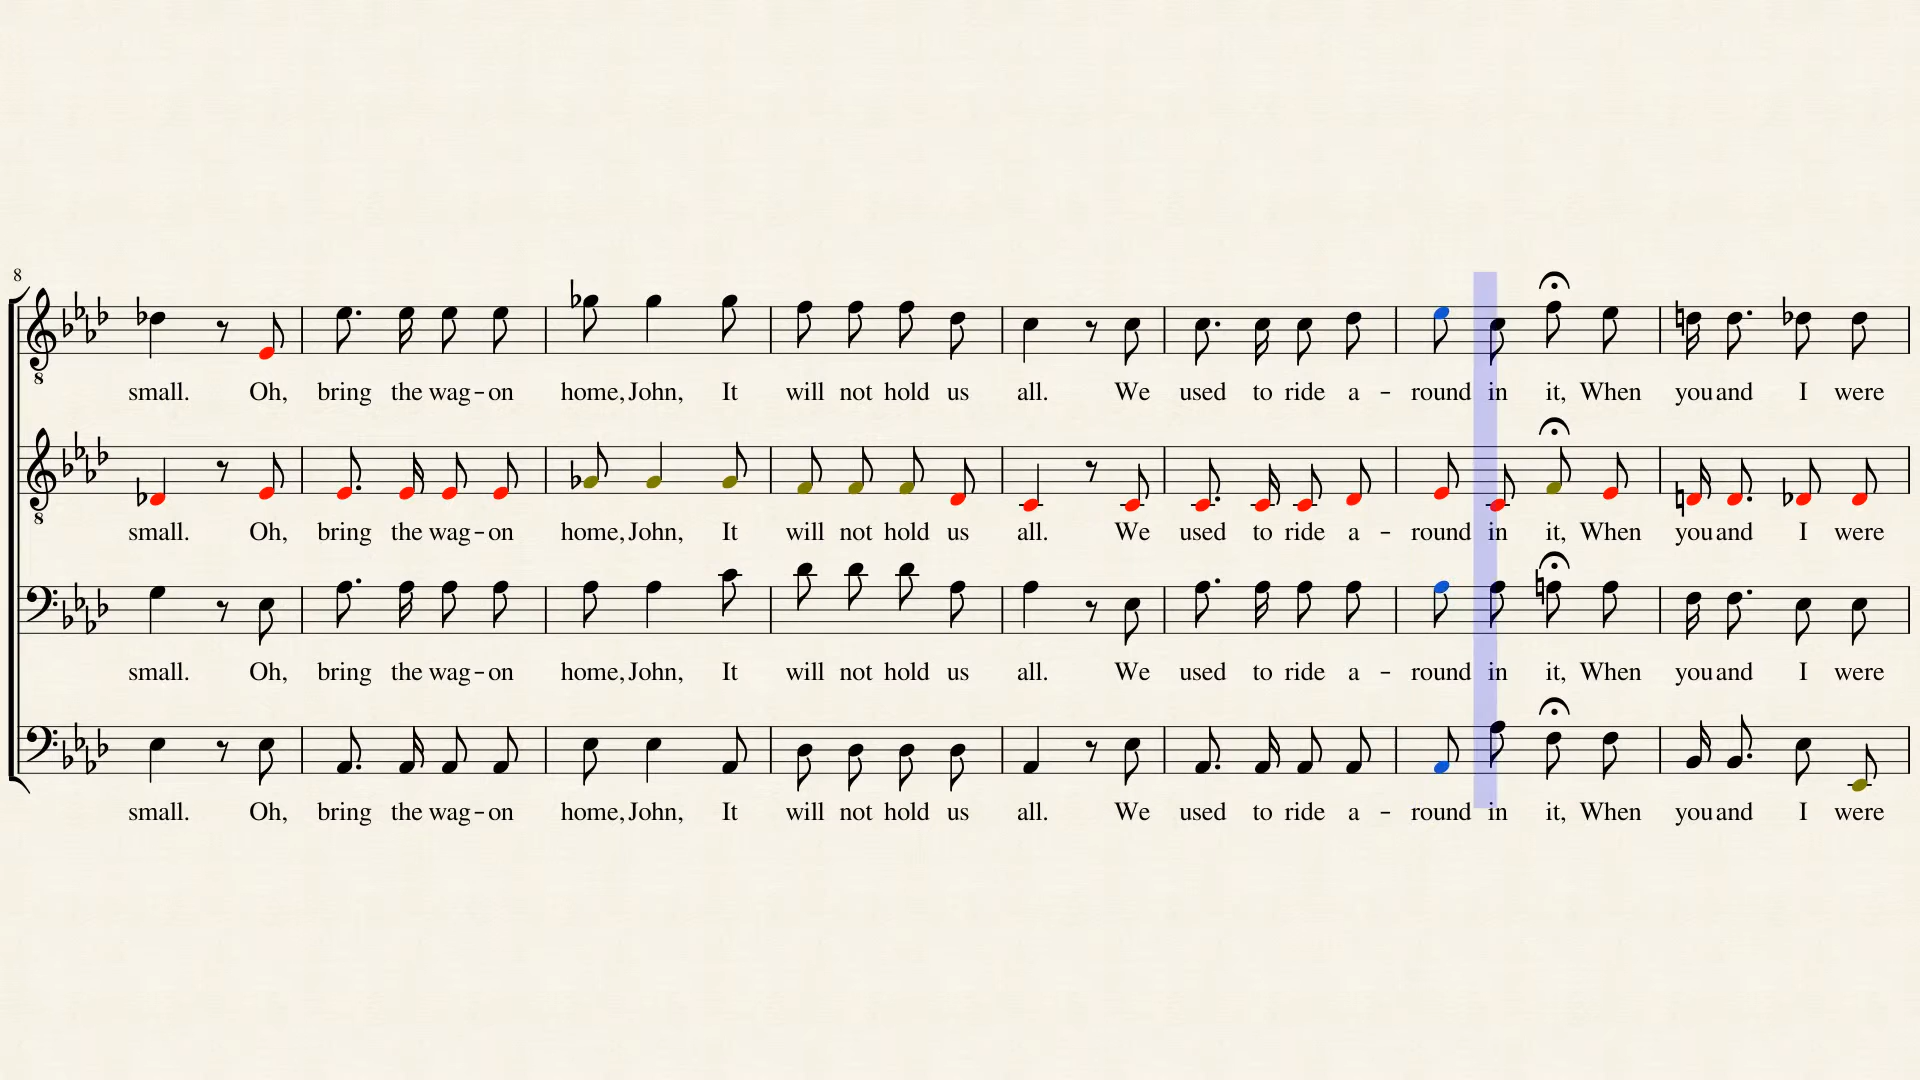 8
8
small. Oh, bring the wag-on home, John, It will not hold us all. We used to ride a-round in it, When you and I were
8
small. Oh, bring the wag-on home, John, It will not hold us all. We used to ride a-round in it, When you and I were
small. Oh, bring the wag-on home, John, It will not hold us all. We used to ride a-round in it, When you and I were
small. Oh, bring the wag-on home, John, It will not hold us all. We used to ride a-round in it, When you and I were